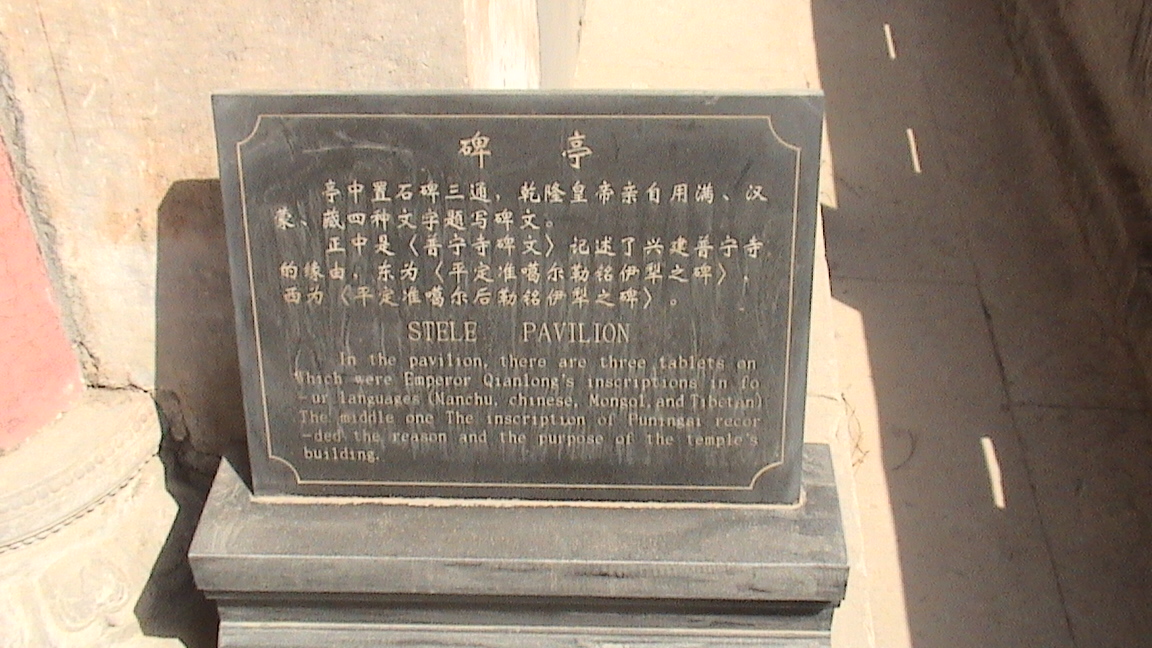 碑 亭
亭中置石碑三通，乾隆皇帝亲自用满、汉
蒙、藏四种文字题写碑文。
正中是〈普宁寺碑文〉记述了兴建普宁寺
的缘由，东为〈平定准噶尔勒铭伊犁之碑〉，
西为〈平定准噶尔后勒铭伊犁之碑〉。
STELE PAVILION
In the pavilion, there are three tablets on
Which were Emperor Qianlong's inscriptions in fo
-ur languages (Manchu, chinese, Mongol, and Tibetan)
The middle one The inscription of Puningsi recor
-ded the reason and the purpose of the temple's
building.